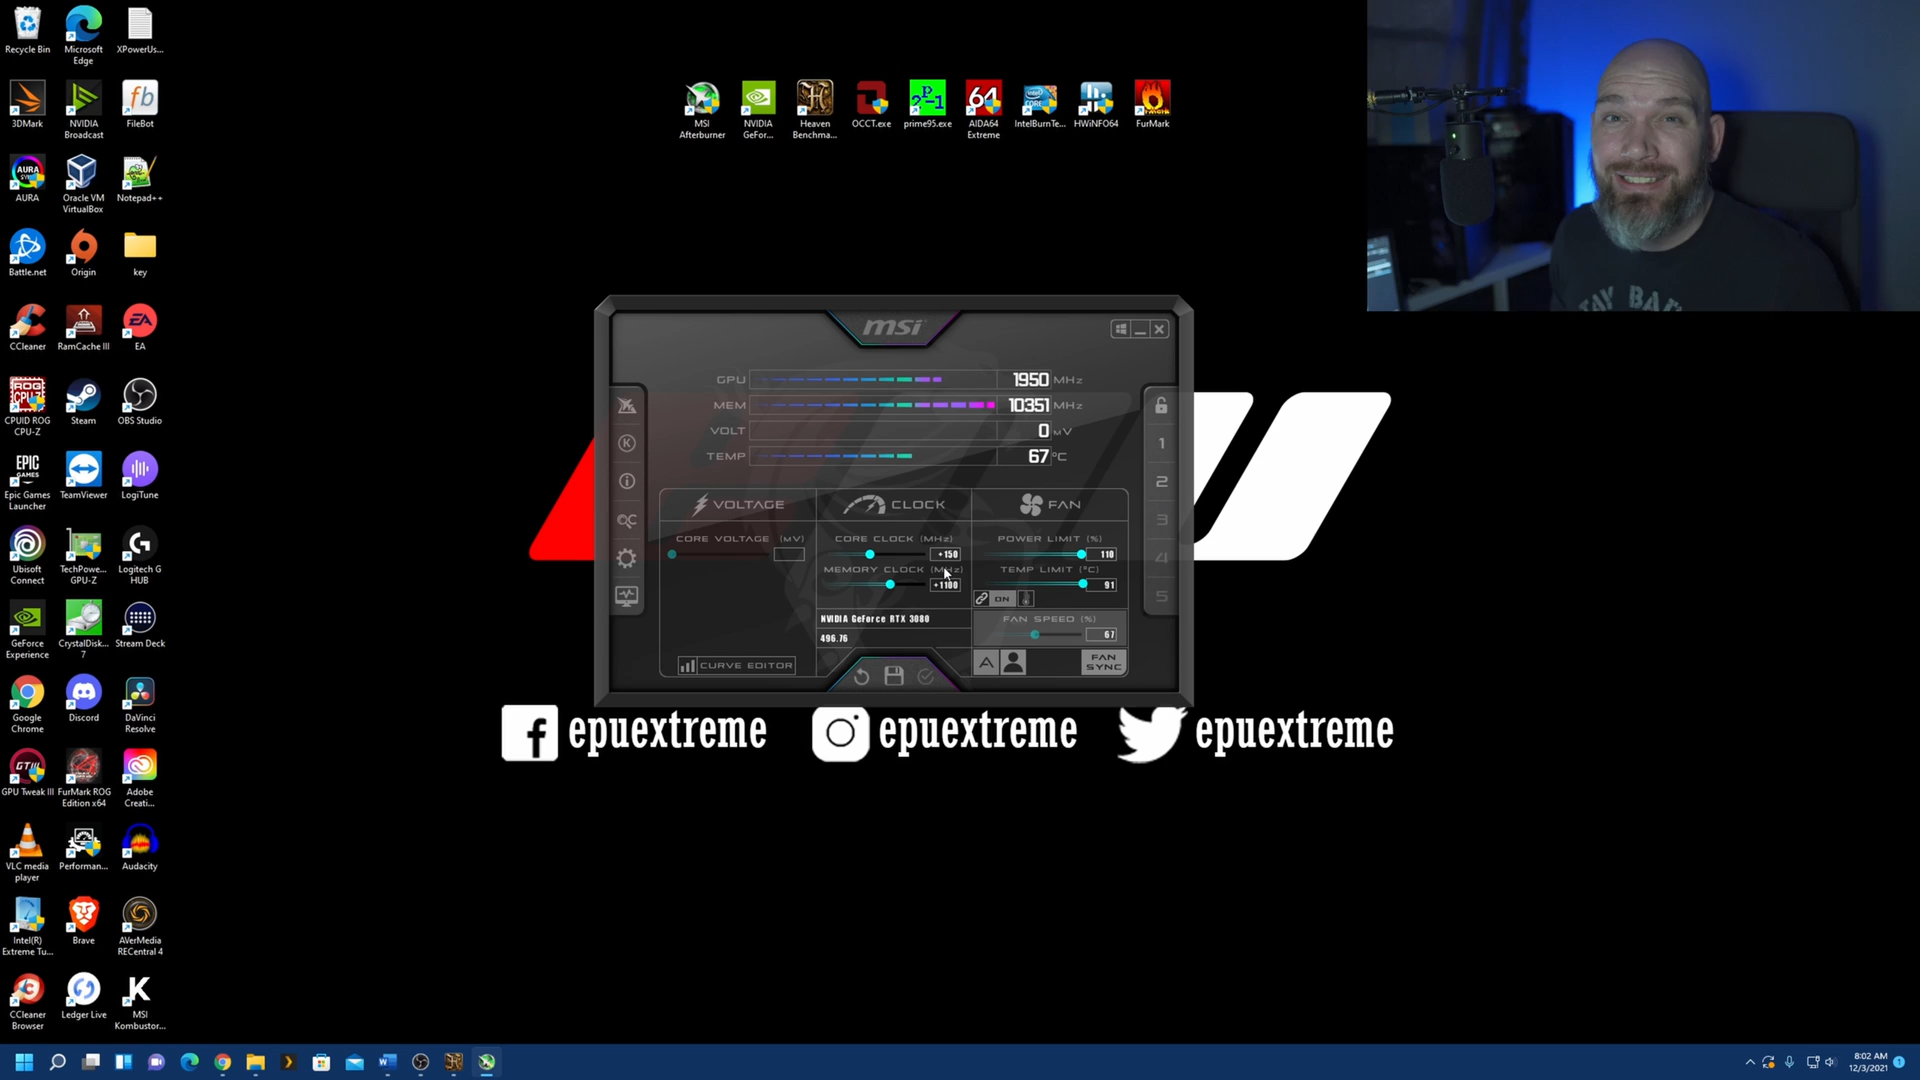 Recycle Bin
Microsoft Edge
XPowerUs...
3DMark
NVIDIA Broadcast
FileBot
AURA
Oracle VM VirtualBox
Notepad++
Battle.net
Origin
key
CCleaner
RamCache III
EA
CPUID ROG CPU-Z
Steam
OBS Studio
Epic Games Launcher
TeamViewer
LogiTune
Ubisoft Connect
TechPowe... GPU-Z
Logitech G HUB
GeForce Experience
CrystalDisk... 7
Stream Deck
Google Chrome
Discord
DaVinci Resolve
GPU Tweak III
FurMark ROG Edition x64
Adobe Creati...
VLC media player
Performan...
Audacity
Intel(R) Extreme Tu...
Brave
AVerMedia RECentral 4
CCleaner Browser
Ledger Live
MSI Kombustor...
MSI Afterburner
NVIDIA GeFor...
Heaven Benchma...
OCCT.exe
prime95.exe
AIDA64 Extreme
IntelBurnTe...
HWiNFO64
FurMark
msi
GPU 1950 MHz
MEM 10351 MHz
VOLT 0 MV
TEMP 67 °C
VOLTAGE
CLOCK
FAN
CORE VOLTAGE (MV)
CORE CLOCK (MHz)
+150
MEMORY CLOCK (MHz)
+1100
POWER LIMIT (%)
110
TEMP LIMIT (°C)
91
ON
NVIDIA GeForce RTX 3080
496.76
FAN SPEED (%)
67
CURVE EDITOR
A
FAN SYNC
1
2
3
4
5
epuextreme
epuextreme
epuextreme
8:02 AM
12/3/2021